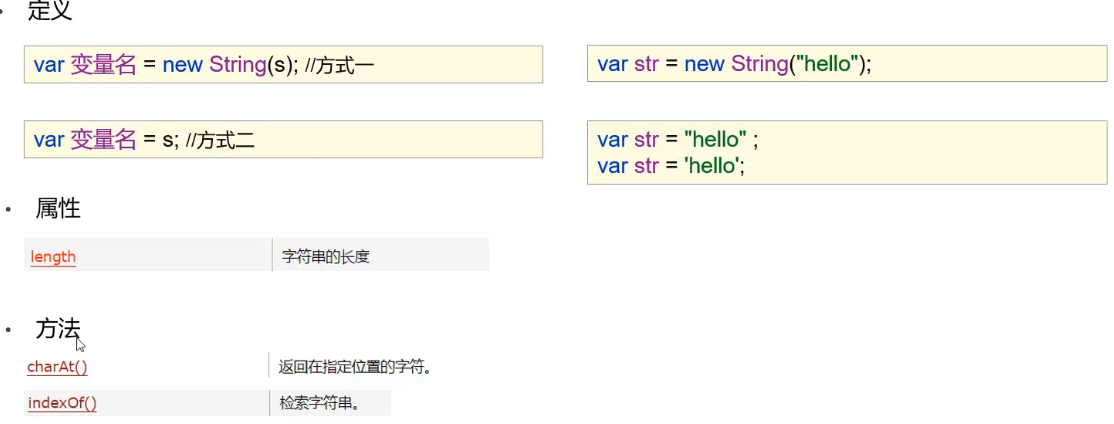 定义
var 变量名 = new String(s); //方式一
var str = new String("hello");
var 变量名 = s; //方式二
var str = "hello" ;
var str = 'hello';
属性
length 字符串的长度
方法
charAt() 返回在指定位置的字符。
indexOf() 检索字符串。